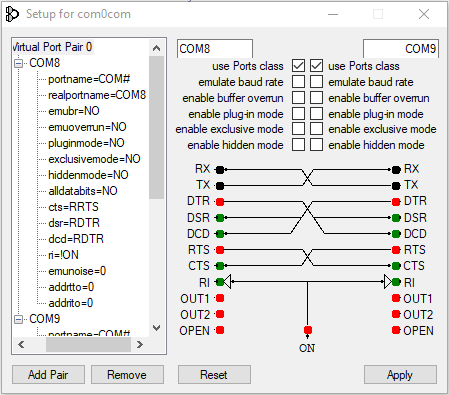 Setup for com0com
Virtual Port Pair 0
COM8
portname=COM#
realportname=COM8
emubr=NO
emuoverrun=NO
pluginmode=NO
exclusivemode=NO
hiddenmode=NO
alldatabits=NO
cts=RRTS
dsr=RDTR
dcd=RDTR
ri=!ON
emunoise=0
addrtto=0
addrito=0
COM9
portname=COM#
COM8 COM9
use Ports class use Ports class
emulate baud rate emulate baud rate
enable buffer overrun enable buffer overrun
enable plug-in mode enable plug-in mode
enable exclusive mode enable exclusive mode
enable hidden mode enable hidden mode
RX RX
TX TX
DTR DTR
DSR DSR
DCD DCD
RTS RTS
CTS CTS
RI RI
OUT1 OUT1
OUT2 OUT2
OPEN OPEN
ON
Add Pair Remove Reset Apply